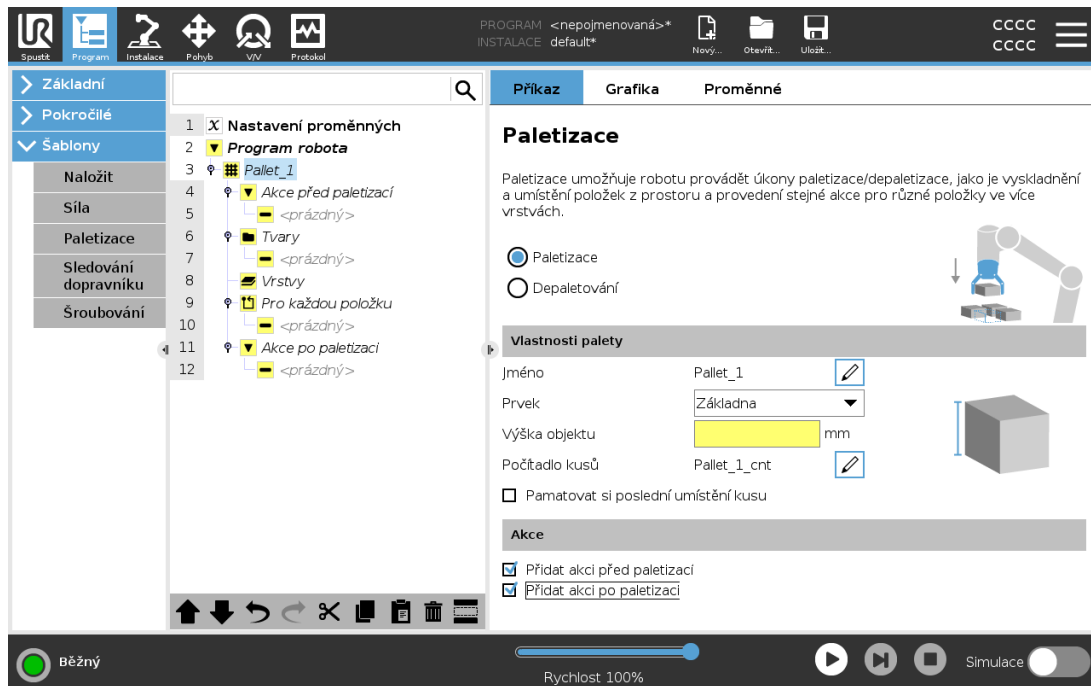 PROGRAM <nepojmenovaná>*
INSTALACE default*
Spustit
Program
Instalace
Pohyb
V/V
Protokol
Nový...
Otevřít...
Uložit...
CCCC
CCCC
Základní
Pokročilé
Šablony
Naložit
Síla
Paletizace
Sledování
dopravníku
Šroubování
1 X Nastavení proměnných
2 Program robota
3 Pallet_1
4 Akce před paletizací
5 <prázdný>
6 Tvary
7 <prázdný>
8 Vrstvy
9 Pro každou položku
10 <prázdný>
11 Akce po paletizaci
12 <prázdný>
Příkaz Grafika Proměnné
Paletizace
Paletizace umožňuje robotu provádět úkony paletizace/depaletizace, jako je vyskladnění
a umístění položek z prostoru a provedení stejné akce pro různé položky ve více
vrstvách.
Paletizace
Depaletování
Vlastnosti palety
Jméno Pallet_1
Prvek Základna
Výška objektu mm
Počítadlo kusů Pallet_1_cnt
Pamatovat si poslední umístění kusu
Akce
Přidat akci před paletizací
Přidat akci po paletizaci
Běžný
Rychlost 100%
Simulace